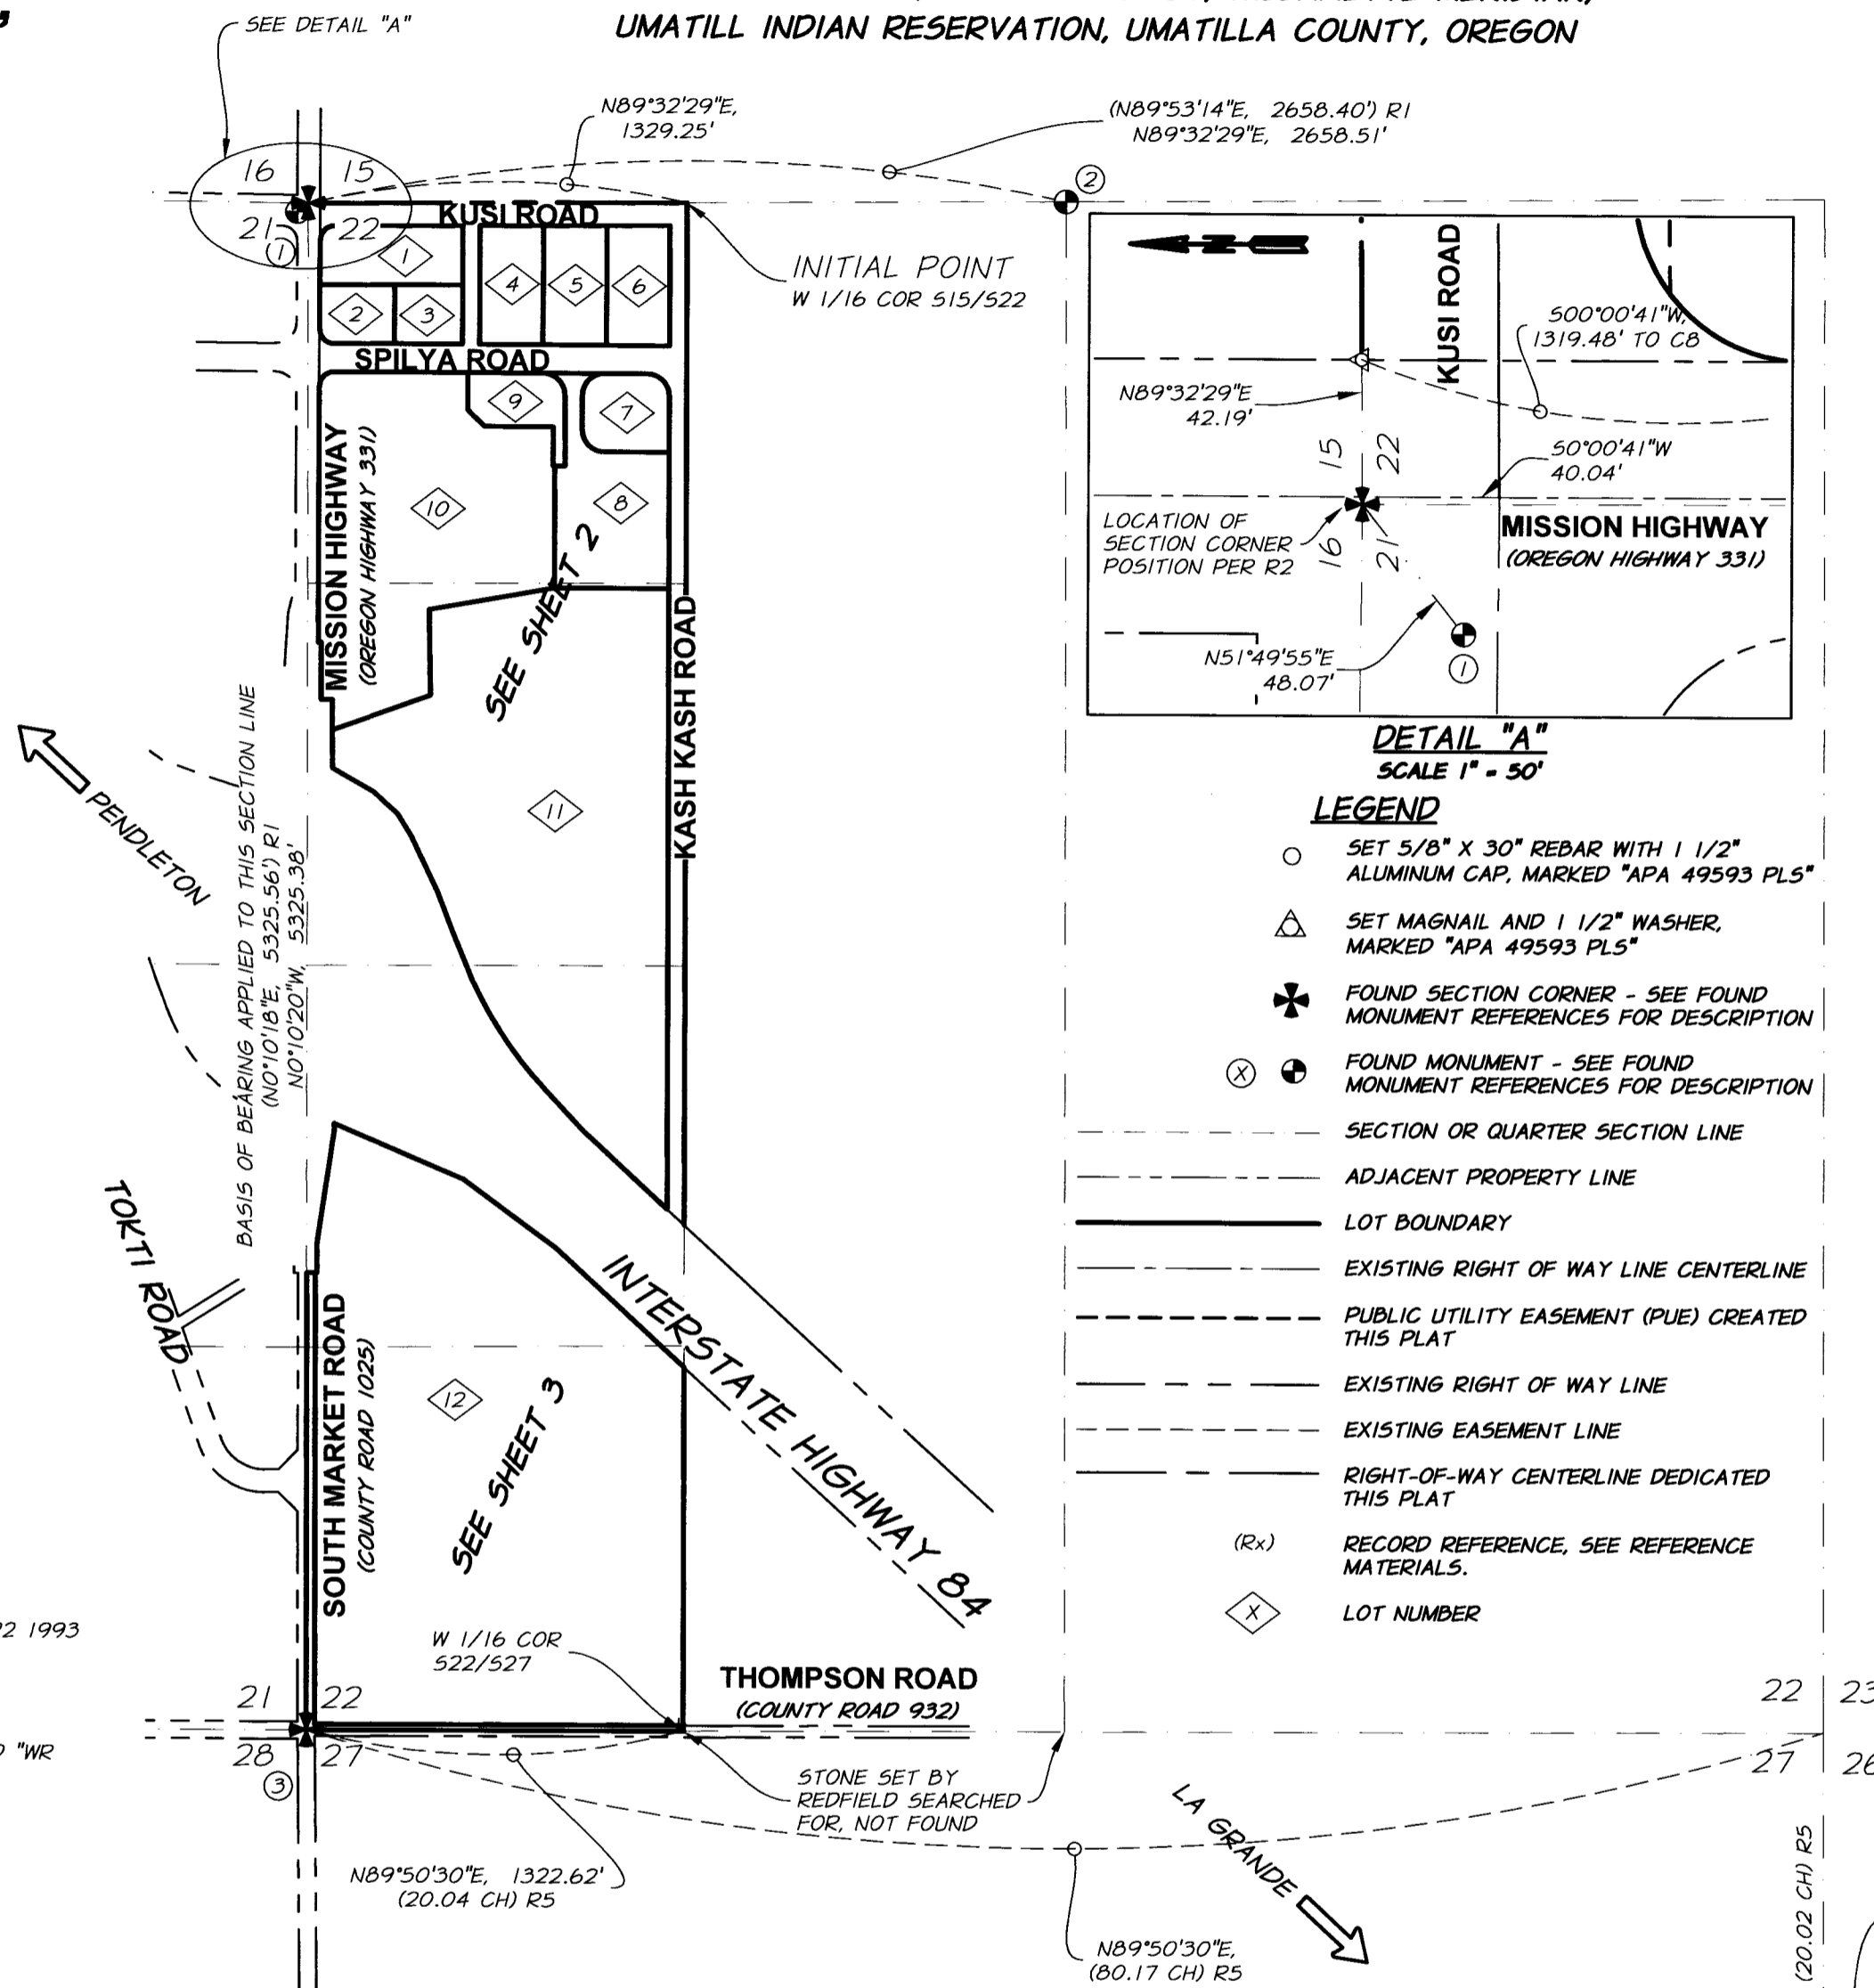 UMATILL INDIAN RESERVATION, UMATILLA COUNTY, OREGON
SEE DETAIL "A"
N89°32'29"E,
1329.25'
(N89°53'14"E, 2658.40') R1
N89°32'29"E, 2658.51'
16 15
21 22
1
2
KUSI ROAD
INITIAL POINT
W 1/16 COR S15/S22
1
2
3
4
5
6
SPILYA ROAD
9
7
10
8
MISSION HIGHWAY
(OREGON HIGHWAY 331)
SEE SHEET 2
KASH KASH ROAD
11
PENDLETON
BASIS OF BEARING APPLIED TO THIS SECTION LINE
(N0°10'18"E, 5325.56') R1
N0°10'20"W, 5325.38'
TOKTI ROAD
INTERSTATE HIGHWAY 84
SOUTH MARKET ROAD
(COUNTY ROAD 1025)
12
SEE SHEET 3
W 1/16 COR
S22/S27
THOMPSON ROAD
(COUNTY ROAD 932)
21 22
28 27
3
STONE SET BY
REDFIELD SEARCHED
FOR, NOT FOUND
N89°50'30"E, 1322.62'
(20.04 CH) R5
N89°50'30"E,
(80.17 CH) R5
LA GRANDE
22 23
27 26
(20.02 CH) R5
1993
"WR
N
KUSI ROAD
S00°00'41"W,
1319.48' TO C8
N89°32'29"E
42.19'
15 22
16 21
S0°00'41"W
40.04'
LOCATION OF
SECTION CORNER
POSITION PER R2
MISSION HIGHWAY
(OREGON HIGHWAY 331)
N51°49'55"E
48.07'
1
DETAIL "A"
SCALE 1" = 50'
LEGEND
SET 5/8" X 30" REBAR WITH 1 1/2"
ALUMINUM CAP, MARKED "APA 49593 PLS"
SET MAGNAIL AND 1 1/2" WASHER,
MARKED "APA 49593 PLS"
FOUND SECTION CORNER - SEE FOUND
MONUMENT REFERENCES FOR DESCRIPTION
X FOUND MONUMENT - SEE FOUND
MONUMENT REFERENCES FOR DESCRIPTION
SECTION OR QUARTER SECTION LINE
ADJACENT PROPERTY LINE
LOT BOUNDARY
EXISTING RIGHT OF WAY LINE CENTERLINE
PUBLIC UTILITY EASEMENT (PUE) CREATED
THIS PLAT
EXISTING RIGHT OF WAY LINE
EXISTING EASEMENT LINE
RIGHT-OF-WAY CENTERLINE DEDICATED
THIS PLAT
(Rx) RECORD REFERENCE, SEE REFERENCE
MATERIALS.
X LOT NUMBER